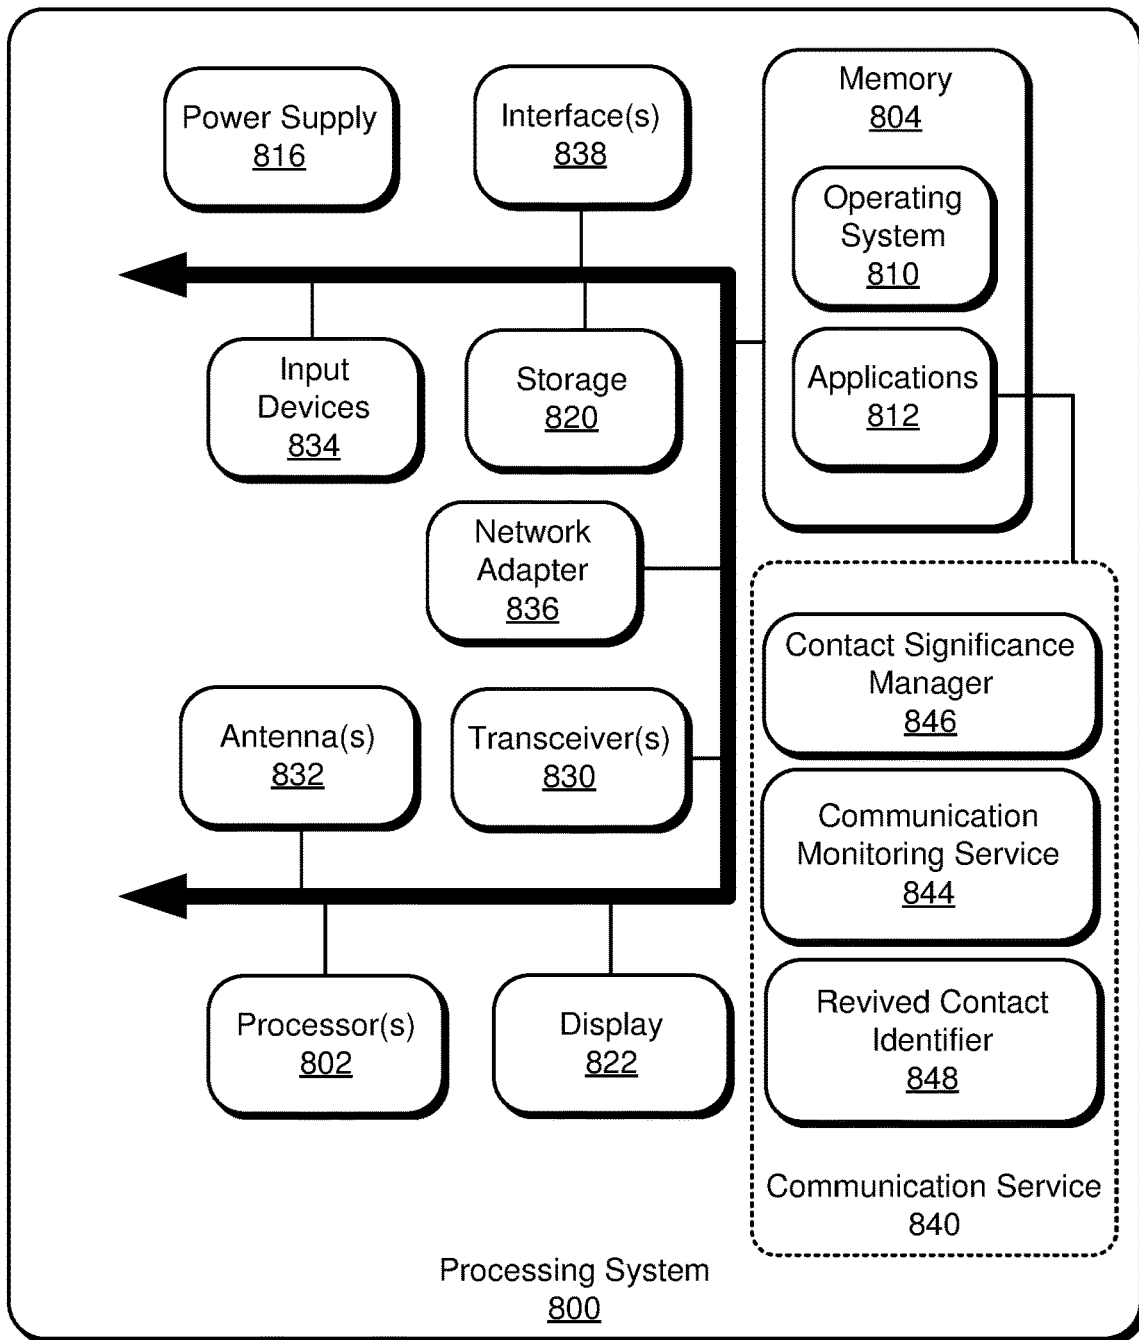 Power Supply
816
Interface(s)
838
Memory
804
Operating
System
810
Applications
812
Input
Devices
834
Storage
820
Network
Adapter
836
Antenna(s)
832
Transceiver(s)
830
Processor(s)
802
Display
822
Contact Significance
Manager
846
Communication
Monitoring Service
844
Revived Contact
Identifier
848
Communication Service
840
Processing System
800